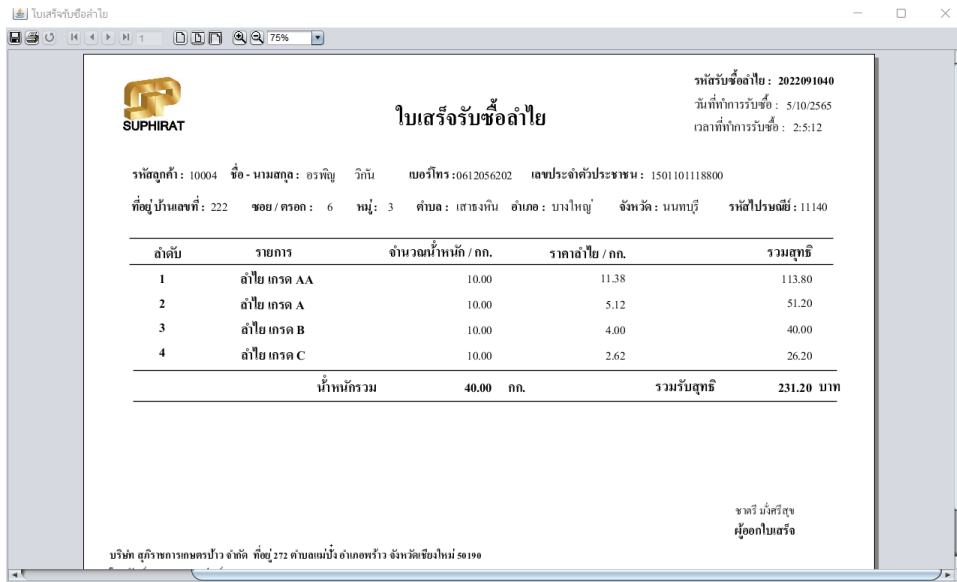 ใบเสร็จรับซื้อลำไย
1
75%
SUPHIRAT
ใบเสร็จรับซื้อลำไย
รหัสรับซื้อลำไย : 2022091040
วันที่ทำการรับซื้อ : 5/10/2565
เวลาที่ทำการรับซื้อ : 2:5:12
รหัสลูกค้า : 10004 ชื่อ - นามสกุล : อรพิญ วิกัน เบอร์โทร :0612056202 เลขประจำตัวประชาชน : 1501101118800
ที่อยู่ บ้านเลขที่ : 222 ซอย / ตรอก : 6 หมู่ : 3 ตำบล : เสาธงหิน อำเภอ : บางใหญ่ จังหวัด : นนทบุรี รหัสไปรษณีย์ : 11140
ลำดับ รายการ จำนวณน้ำหนัก / กก. ราคาลำไย / กก. รวมสุทธิ
1 ลำไย เกรด AA 10.00 11.38 113.80
2 ลำไย เกรด A 10.00 5.12 51.20
3 ลำไย เกรด B 10.00 4.00 40.00
4 ลำไย เกรด C 10.00 2.62 26.20
น้ำหนักรวม 40.00 กก. รวมรับสุทธิ 231.20 บาท
ชาตรี มั่งศรีสุข
ผู้ออกใบเสร็จ
บริษัท สุภิราชการเกษตรป้าว จำกัด ที่อยู่ 272 ตำบลแม่ปั๋ง อำเภอพร้าว จังหวัดเชียงใหม่ 50190